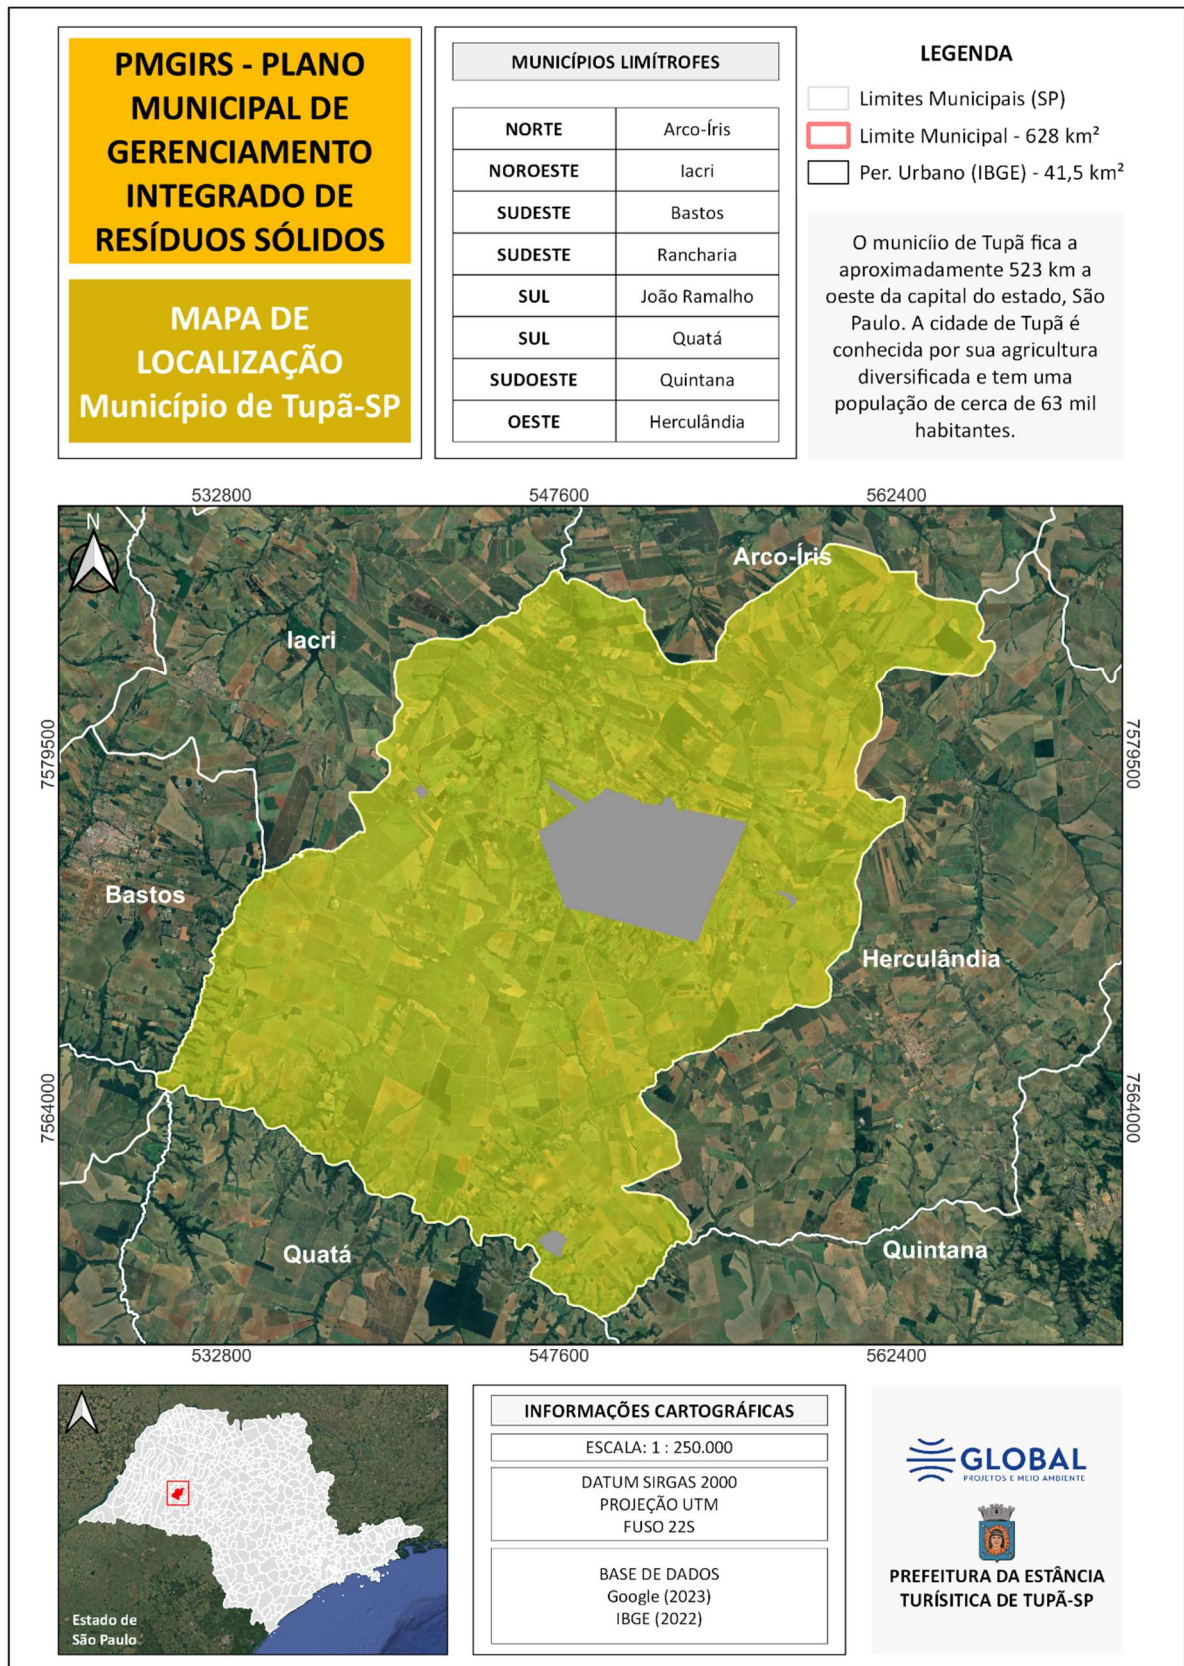 PMGIRS - PLANO
MUNICIPAL DE
GERENCIAMENTO
INTEGRADO DE
RESÍDUOS SÓLIDOS
MAPA DE
LOCALIZAÇÃO
Município de Tupã-SP
MUNICÍPIOS LIMÍTROFES
NORTE Arco-Íris
NOROESTE Iacri
SUDESTE Bastos
SUDESTE Rancharia
SUL João Ramalho
SUL Quatá
SUDOESTE Quintana
OESTE Herculândia
LEGENDA
Limites Municipais (SP)
Limite Municipal - 628 km²
Per. Urbano (IBGE) - 41,5 km²
O municíio de Tupã fica a
aproximadamente 523 km a
oeste da capital do estado, São
Paulo. A cidade de Tupã é
conhecida por sua agricultura
diversificada e tem uma
população de cerca de 63 mil
habitantes.
532800 547600 562400
N
Arco-Íris
Iacri
7579500
7579500
Bastos
Herculândia
7564000
7564000
Quatá
Quintana
532800 547600 562400
Estado de
São Paulo
INFORMAÇÕES CARTOGRÁFICAS
ESCALA: 1 : 250.000
DATUM SIRGAS 2000
PROJEÇÃO UTM
FUSO 22S
BASE DE DADOS
Google (2023)
IBGE (2022)
GLOBAL
PROJETOS E MEIO AMBIENTE
PREFEITURA DA ESTÂNCIA
TURÍSITICA DE TUPÃ-SP